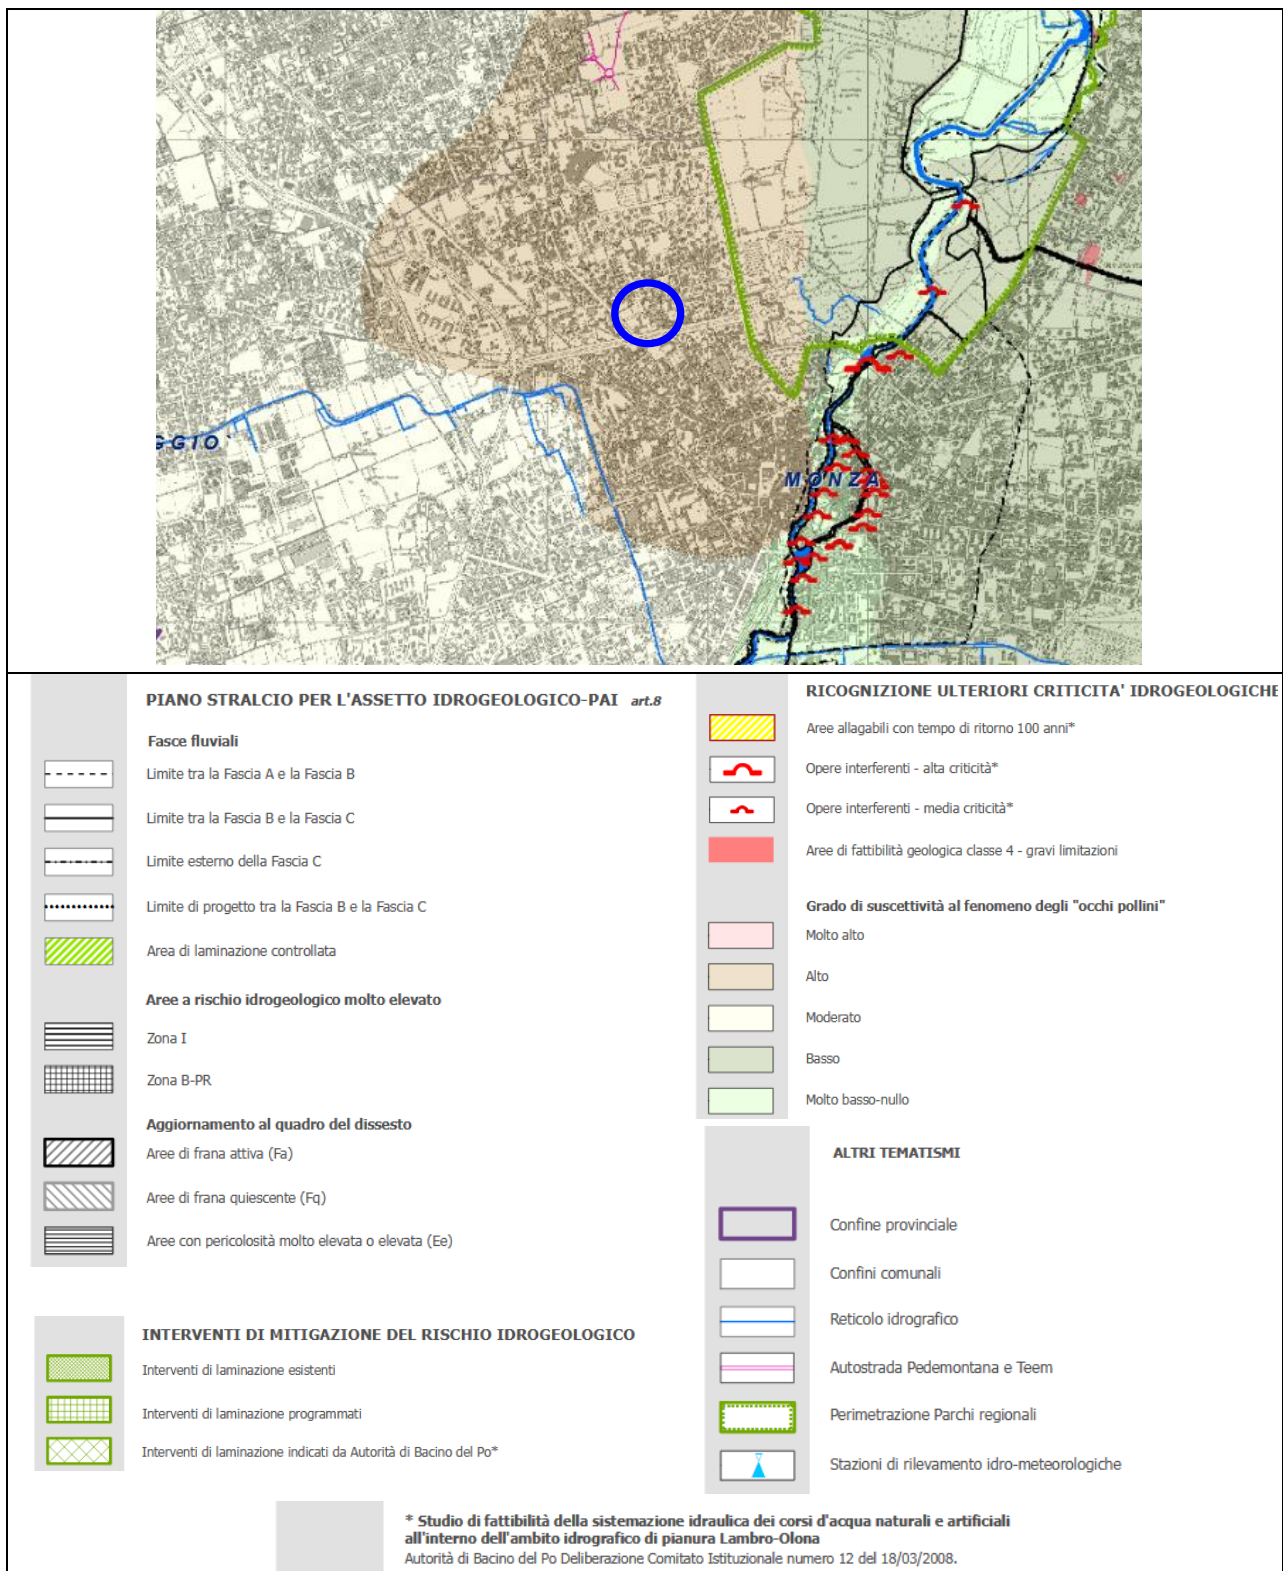 GGIO
MONZA
PIANO STRALCIO PER L'ASSETTO IDROGEOLOGICO-PAI art.8
Fasce fluviali
Limite tra la Fascia A e la Fascia B
Limite tra la Fascia B e la Fascia C
Limite esterno della Fascia C
Limite di progetto tra la Fascia B e la Fascia C
Area di laminazione controllata
Aree a rischio idrogeologico molto elevato
Zona I
Zona B-PR
Aggiornamento al quadro del dissesto
Aree di frana attiva (Fa)
Aree di frana quiescente (Fq)
Aree con pericolosità molto elevata o elevata (Ee)
INTERVENTI DI MITIGAZIONE DEL RISCHIO IDROGEOLOGICO
Interventi di laminazione esistenti
Interventi di laminazione programmati
Interventi di laminazione indicati da Autorità di Bacino del Po*
RICOGNIZIONE ULTERIORI CRITICITA' IDROGEOLOGICHE
Aree allagabili con tempo di ritorno 100 anni*
Opere interferenti - alta criticità*
Opere interferenti - media criticità*
Aree di fattibilità geologica classe 4 - gravi limitazioni
Grado di suscettività al fenomeno degli "occhi pollini"
Molto alto
Alto
Moderato
Basso
Molto basso-nullo
ALTRI TEMATISMI
Confine provinciale
Confini comunali
Reticolo idrografico
Autostrada Pedemontana e Teem
Perimetrazione Parchi regionali
Stazioni di rilevamento idro-meteorologiche
* Studio di fattibilità della sistemazione idraulica dei corsi d'acqua naturali e artificiali
all'interno dell'ambito idrografico di pianura Lambro-Olona
Autorità di Bacino del Po Deliberazione Comitato Istituzionale numero 12 del 18/03/2008.